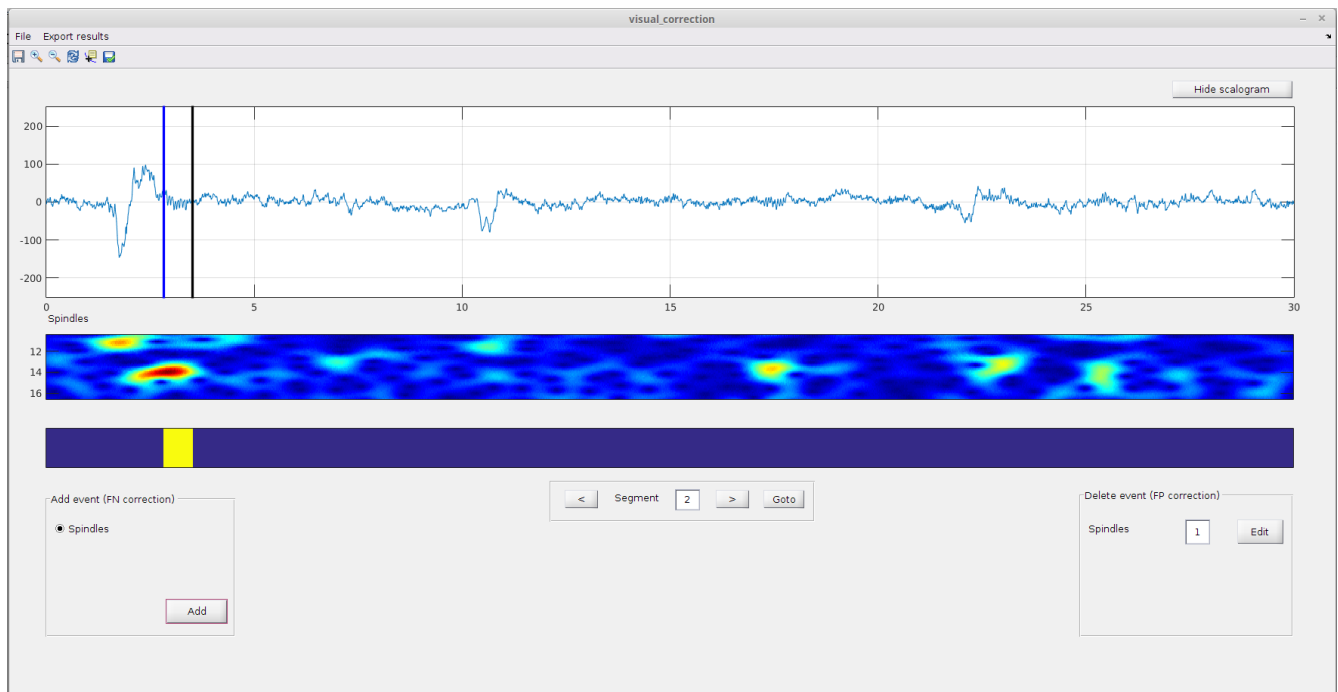 visual_correction
File Export results
Hide scalogram
200
100
0
-100
-200
0 5 10 15 20 25 30
Spindles
12
14
16
Add event (FN correction)
Spindles
Add
< Segment 2 > Goto
Delete event (FP correction)
Spindles 1 Edit